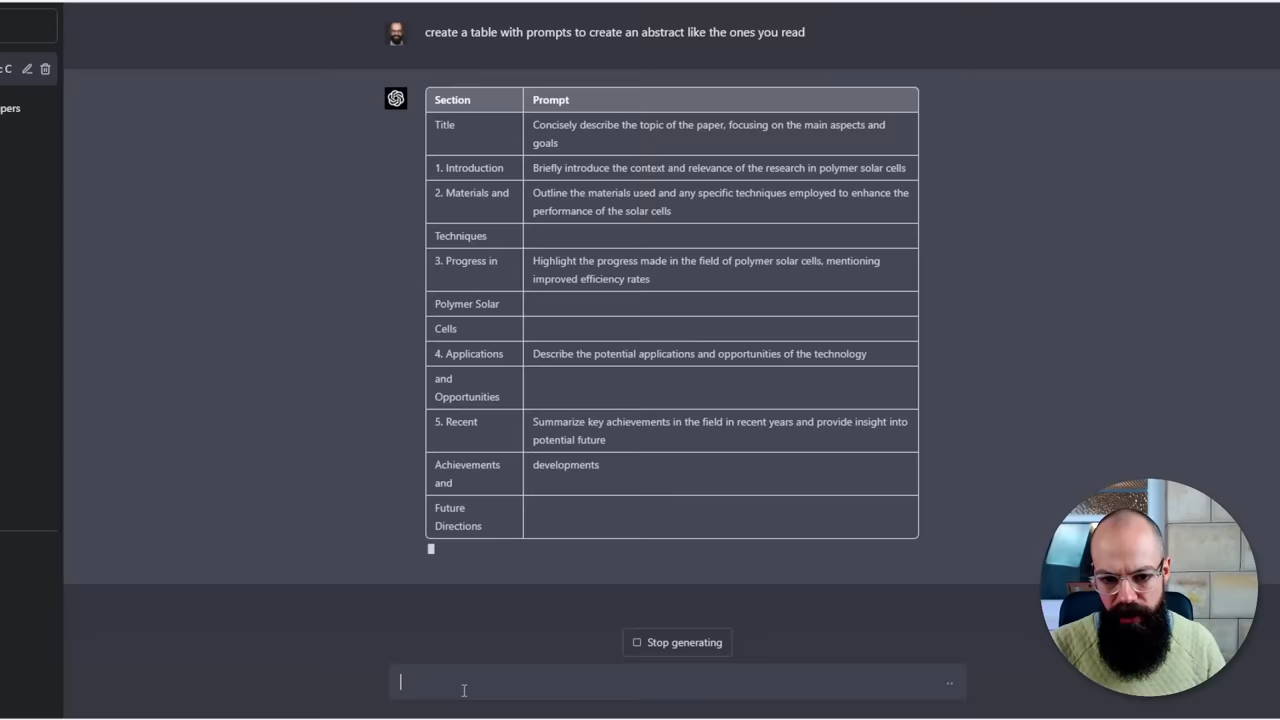 create a table with prompts to create an abstract like the ones you read
: C
pers
Section Prompt
Title Concisely describe the topic of the paper, focusing on the main aspects and
goals
1. Introduction Briefly introduce the context and relevance of the research in polymer solar cells
2. Materials and Outline the materials used and any specific techniques employed to enhance the
performance of the solar cells
Techniques
3. Progress in Highlight the progress made in the field of polymer solar cells, mentioning
improved efficiency rates
Polymer Solar
Cells
4. Applications Describe the potential applications and opportunities of the technology
and
Opportunities
5. Recent Summarize key achievements in the field in recent years and provide insight into
potential future
Achievements developments
and
Future
Directions
Stop generating